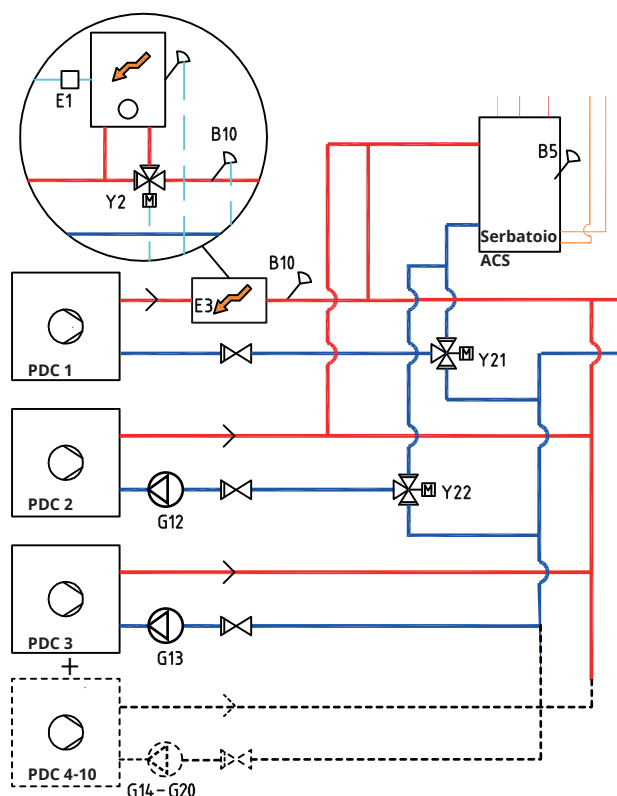 E1
B10
Y2
M
B5
Serbatoio
ACS
B10
E3
PDC 1
M
Y21
PDC 2
G12
M
Y22
PDC 3
G13
+
PDC 4-10
G14-G20